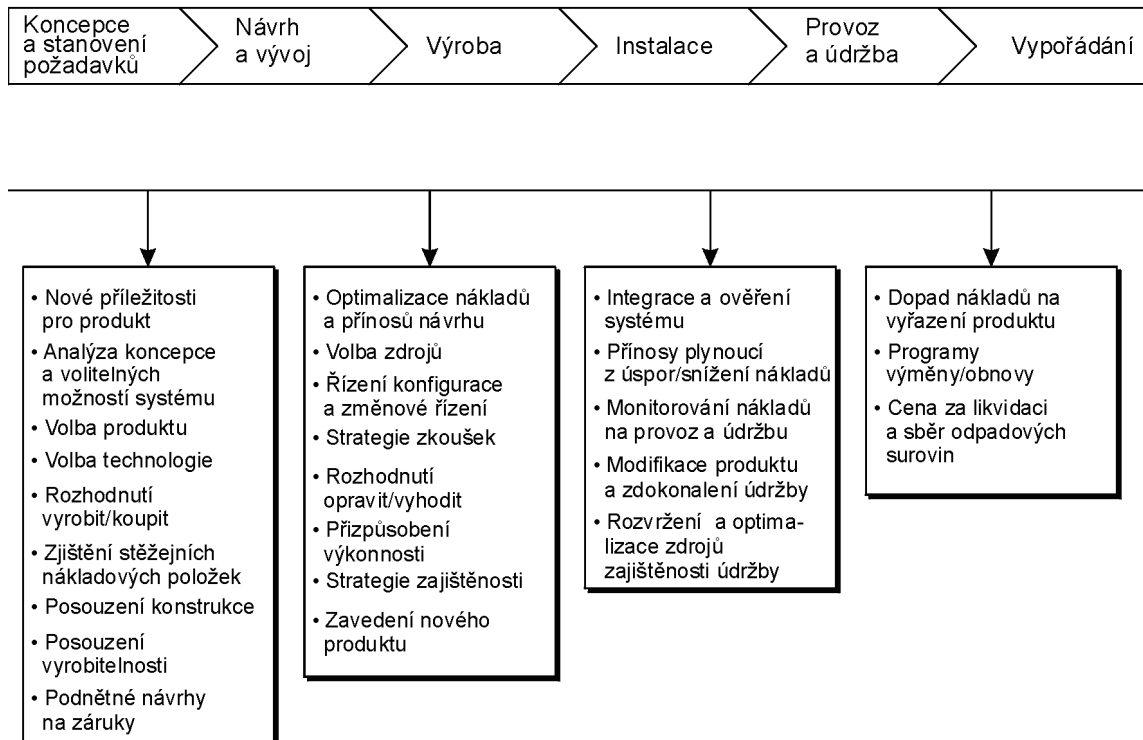 Koncepce
a stanovení
požadavků
Návrh
a vývoj
Výroba
Instalace
Provoz
a údržba
Vypořádání
• Nové příležitosti
pro produkt
• Analýza koncepce
a volitelných
možností systému
• Volba produktu
• Volba technologie
• Rozhodnutí
vyrobit/koupit
• Zjištění stěžejních
nákladových položek
• Posouzení konstrukce
• Posouzení
vyrobitelnosti
• Podnětné návrhy
na záruky
• Optimalizace nákladů
a přínosů návrhu
• Volba zdrojů
• Řízení konfigurace
a změnové řízení
• Strategie zkoušek
• Rozhodnutí
opravit/vyhodit
• Přizpůsobení
výkonnosti
• Strategie zajištěnosti
• Zavedení nového
produktu
• Integrace a ověření
systému
• Přínosy plynoucí
z úspor/snížení nákladů
• Monitorování nákladů
na provoz a údržbu
• Modifikace produktu
a zdokonalení údržby
• Rozvržení a optima-
lizace zdrojů
zajištěnosti údržby
• Dopad nákladů na
vyřazení produktu
• Programy
výměny/obnovy
• Cena za likvidaci
a sběr odpadových
surovin